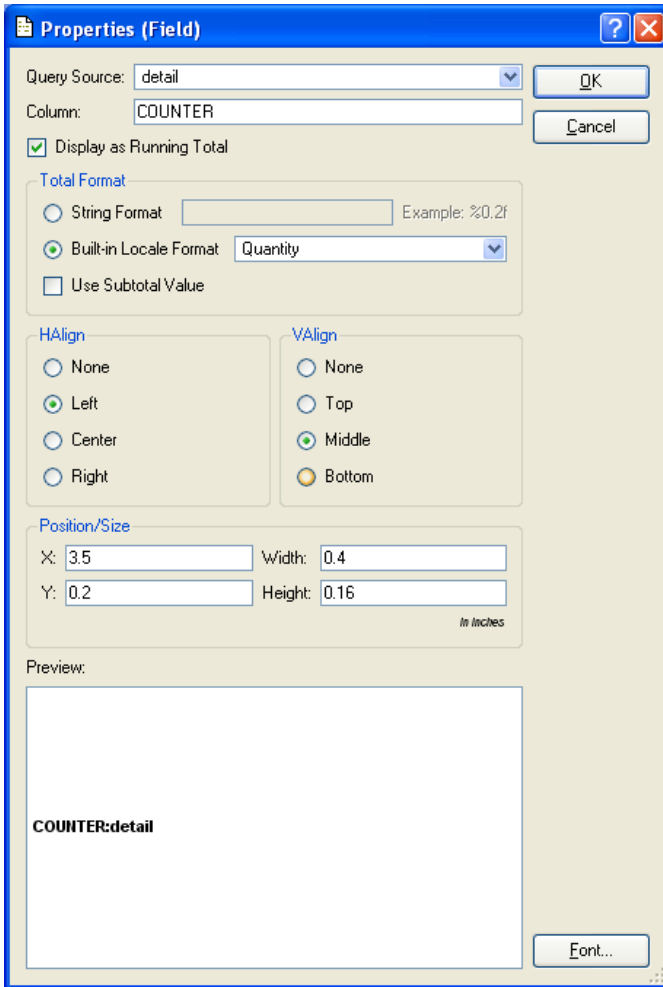 Properties (Field)
Query Source: detail
OK
Column: COUNTER
Cancel
Display as Running Total
Total Format
String Format Example: %0.2f
Built-in Locale Format Quantity
Use Subtotal Value
HAlign
None
Left
Center
Right
VAlign
None
Top
Middle
Bottom
Position/Size
X: 3.5 Width: 0.4
Y: 0.2 Height: 0.16
in inches
Preview:
COUNTER:detail
Font...